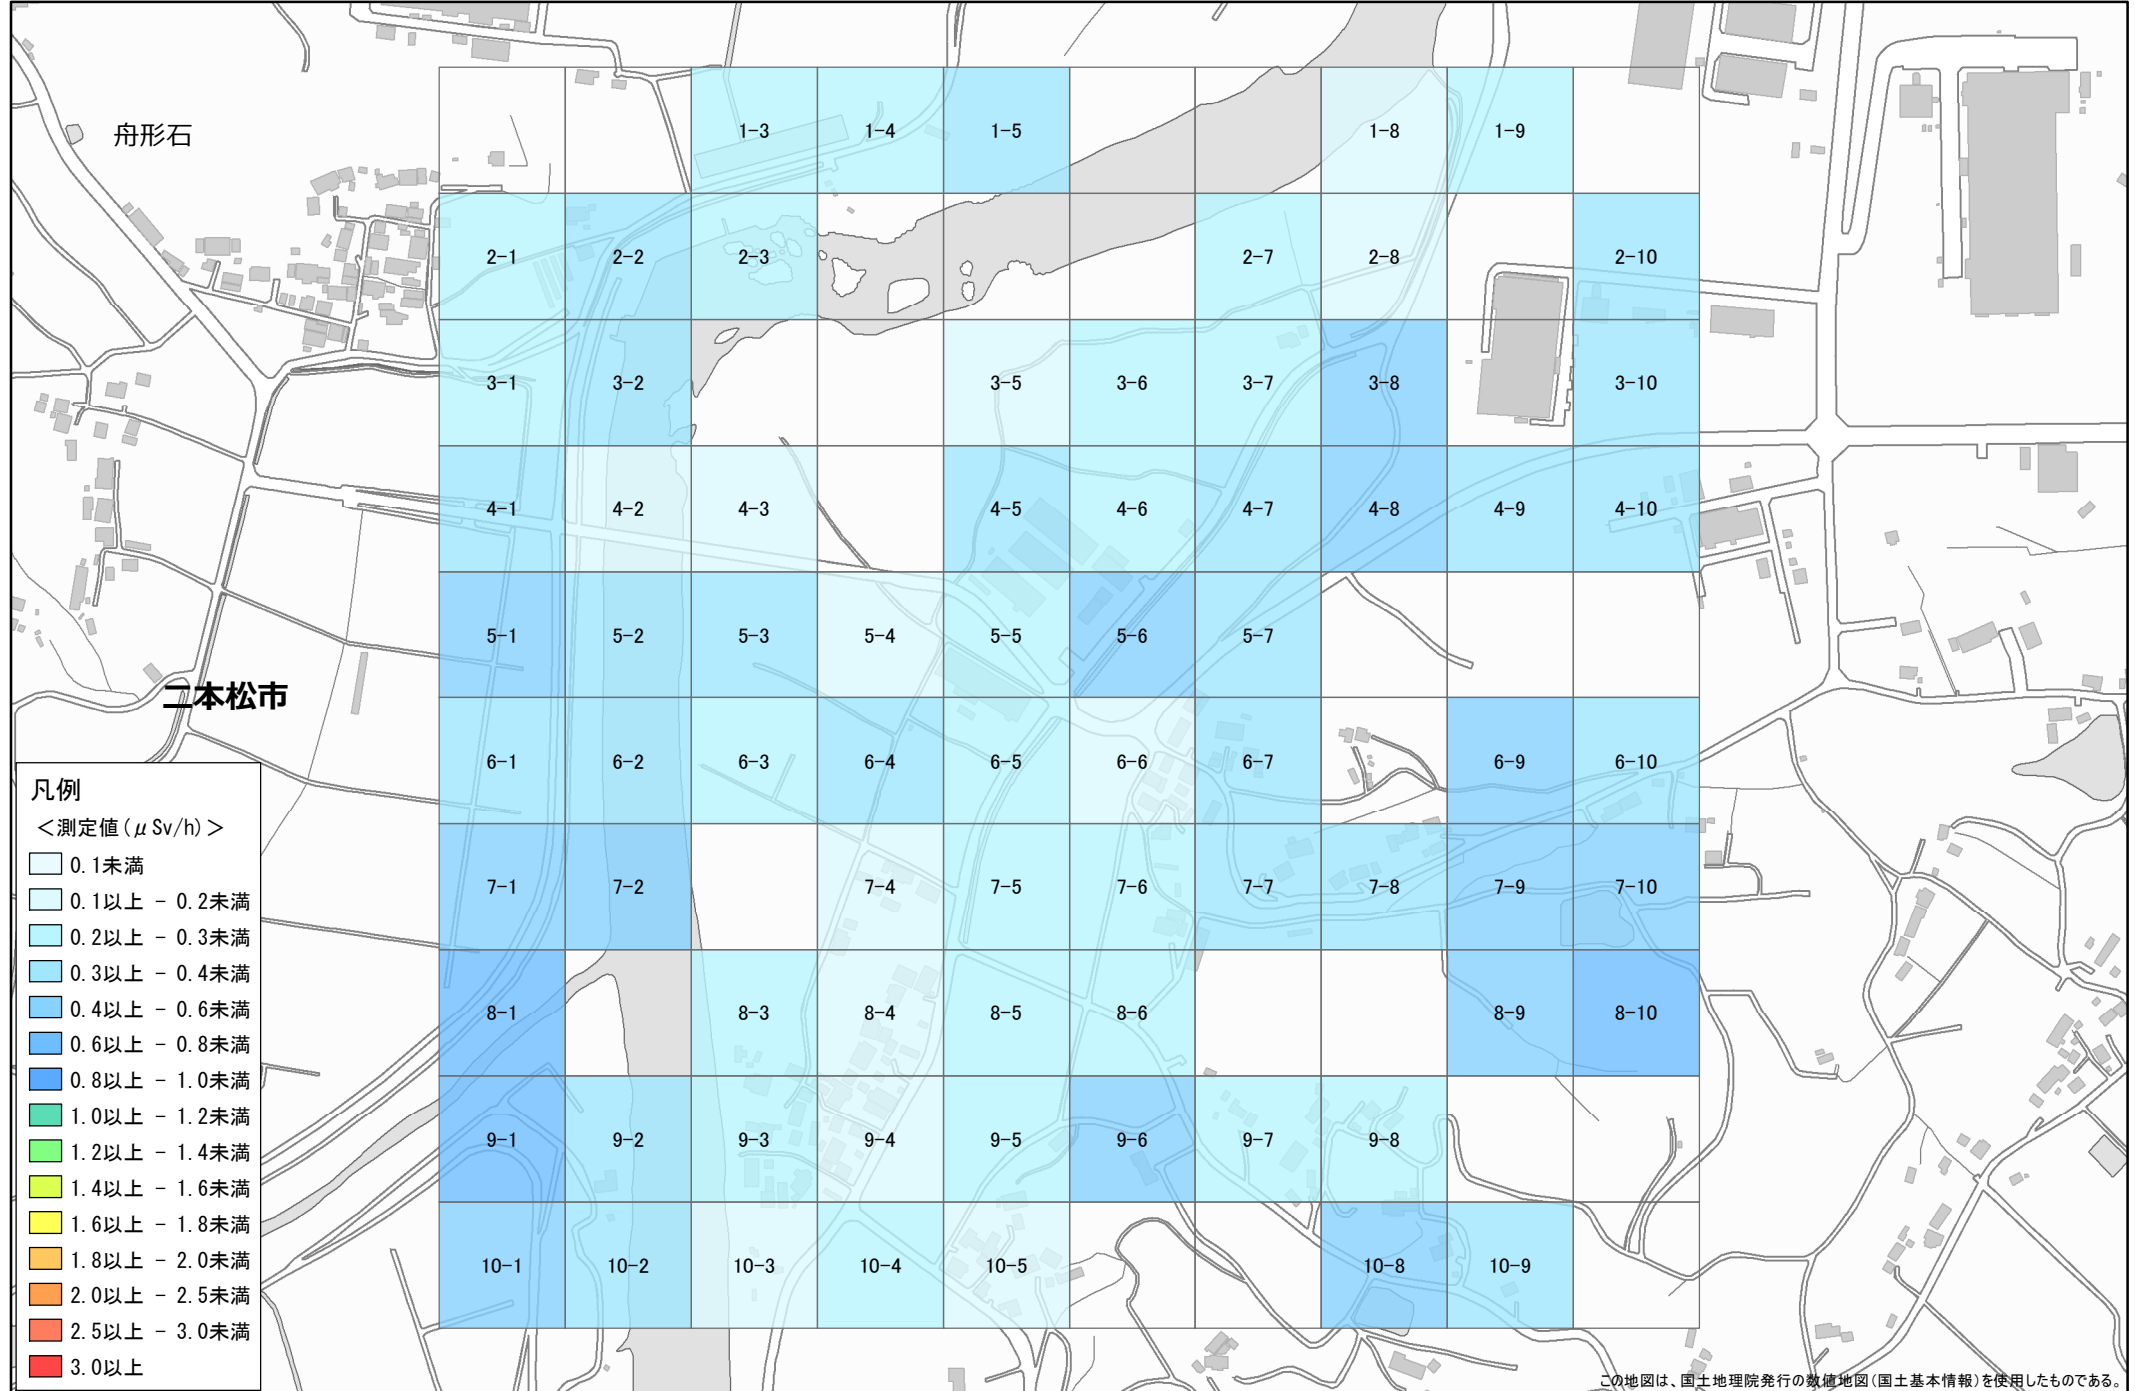 舟形石
1-3 1-4 1-5 1-8 1-9
2-1 2-2 2-3 2-7 2-8 2-10
3-1 3-2 3-5 3-6 3-7 3-8 3-10
4-1 4-2 4-3 4-5 4-6 4-7 4-8 4-9 4-10
5-1 5-2 5-3 5-4 5-5 5-6 5-7
二本松市
6-1 6-2 6-3 6-4 6-5 6-6 6-7 6-9 6-10
7-1 7-2 7-4 7-5 7-6 7-7 7-8 7-9 7-10
8-1 8-3 8-4 8-5 8-6 8-9 8-10
9-1 9-2 9-3 9-4 9-5 9-6 9-7 9-8
10-1 10-2 10-3 10-4 10-5 10-8 10-9
凡例
＜測定値(μSv/h)＞
0.1未満
0.1以上 - 0.2未満
0.2以上 - 0.3未満
0.3以上 - 0.4未満
0.4以上 - 0.6未満
0.6以上 - 0.8未満
0.8以上 - 1.0未満
1.0以上 - 1.2未満
1.2以上 - 1.4未満
1.4以上 - 1.6未満
1.6以上 - 1.8未満
1.8以上 - 2.0未満
2.0以上 - 2.5未満
2.5以上 - 3.0未満
3.0以上
この地図は、国土地理院発行の数値地図(国土基本情報)を使用したものである。